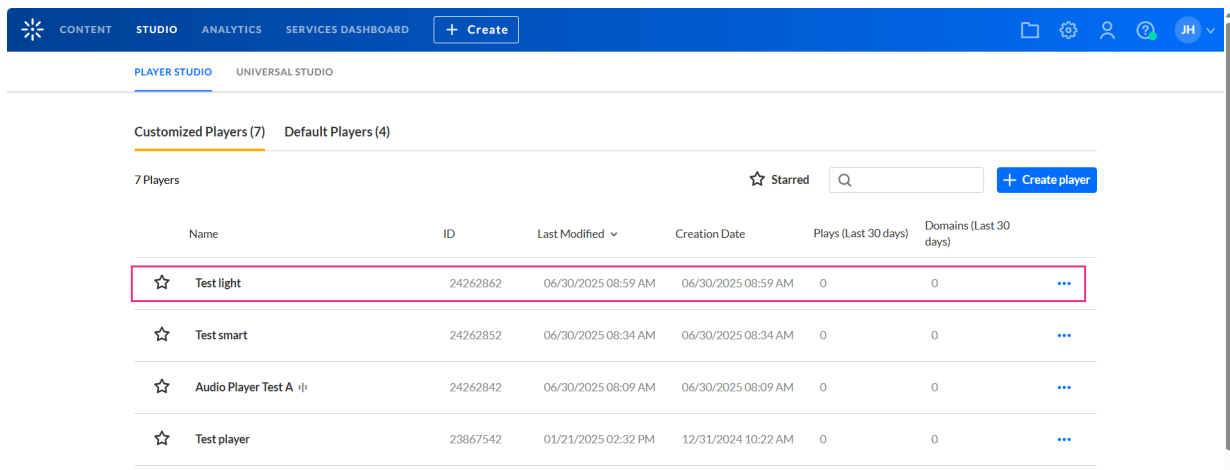 CONTENT STUDIO ANALYTICS SERVICES DASHBOARD + Create JH
PLAYER STUDIO UNIVERSAL STUDIO
Customized Players (7) Default Players (4)
7 Players Starred + Create player
Name ID Last Modified Creation Date Plays (Last 30 days) Domains (Last 30 days)
Test light 24262862 06/30/2025 08:59 AM 06/30/2025 08:59 AM 0 0
Test smart 24262852 06/30/2025 08:34 AM 06/30/2025 08:34 AM 0 0
Audio Player Test A 24262842 06/30/2025 08:09 AM 06/30/2025 08:09 AM 0 0
Test player 23867542 01/21/2025 02:32 PM 12/31/2024 10:22 AM 0 0